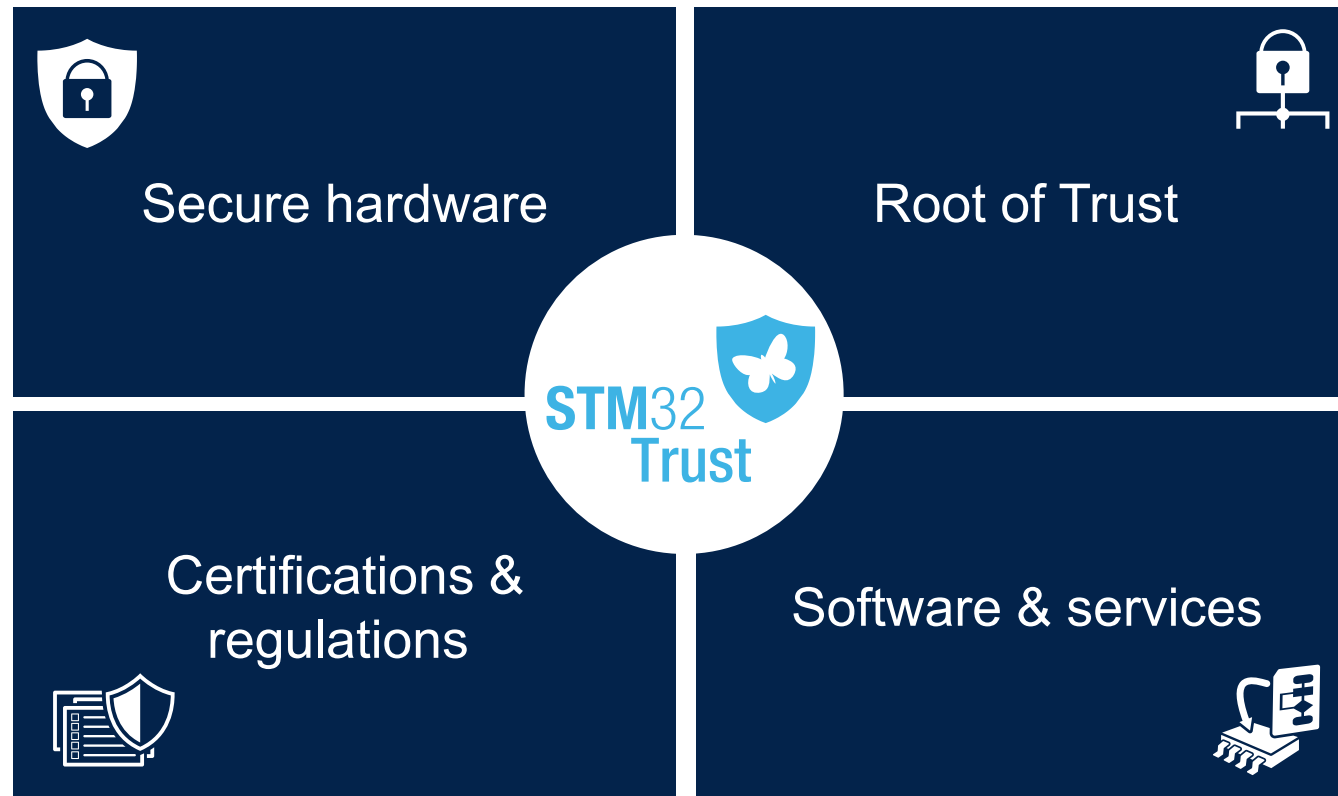 Secure hardware
Root of Trust
STM32
Trust
Certifications &
regulations
Software & services